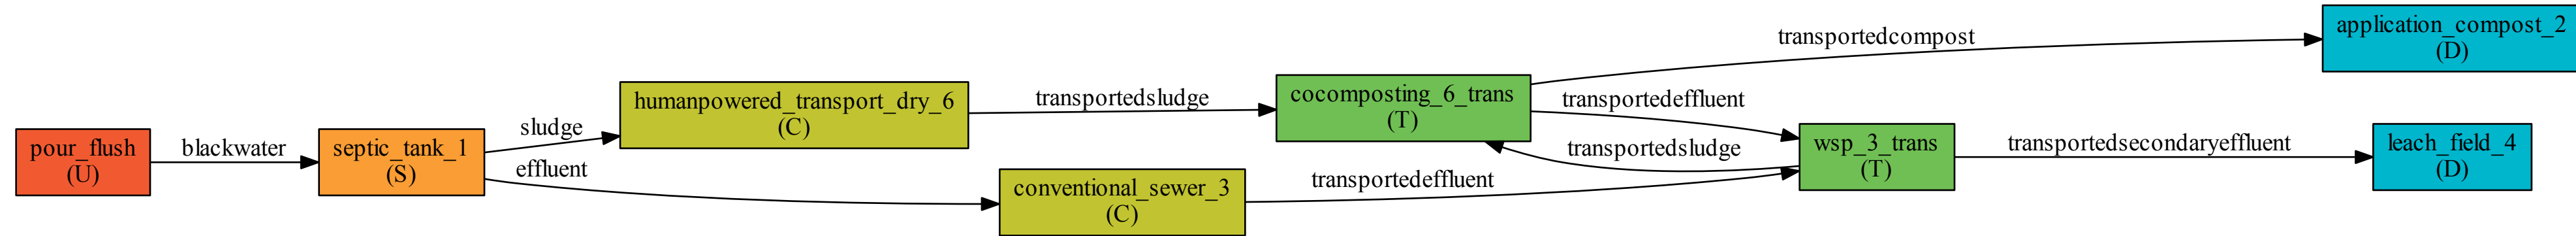 pour_flush
(U)
blackwater
septic_tank_1
(S)
sludge
effluent
humanpowered_transport_dry_6
(C)
conventional_sewer_3
(C)
transportedsludge
transportedeffluent
cocomposting_6_trans
(T)
transportedcompost
transportedeffluent
transportedsludge
wsp_3_trans
(T)
transportedsecondaryeffluent
application_compost_2
(D)
leach_field_4
(D)